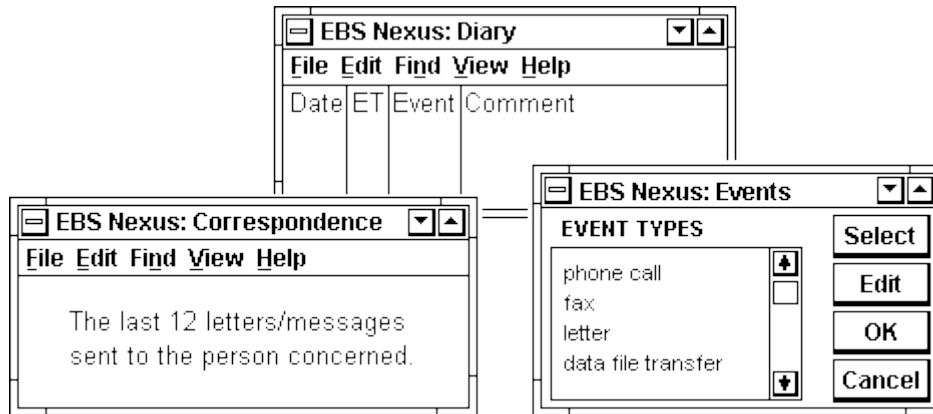 EBS Nexus: Diary
File Edit Find View Help
Date ET Event Comment
EBS Nexus: Correspondence
File Edit Find View Help
The last 12 letters/messages
sent to the person concerned.
EBS Nexus: Events
EVENT TYPES
phone call
fax
letter
data file transfer
Select
Edit
OK
Cancel